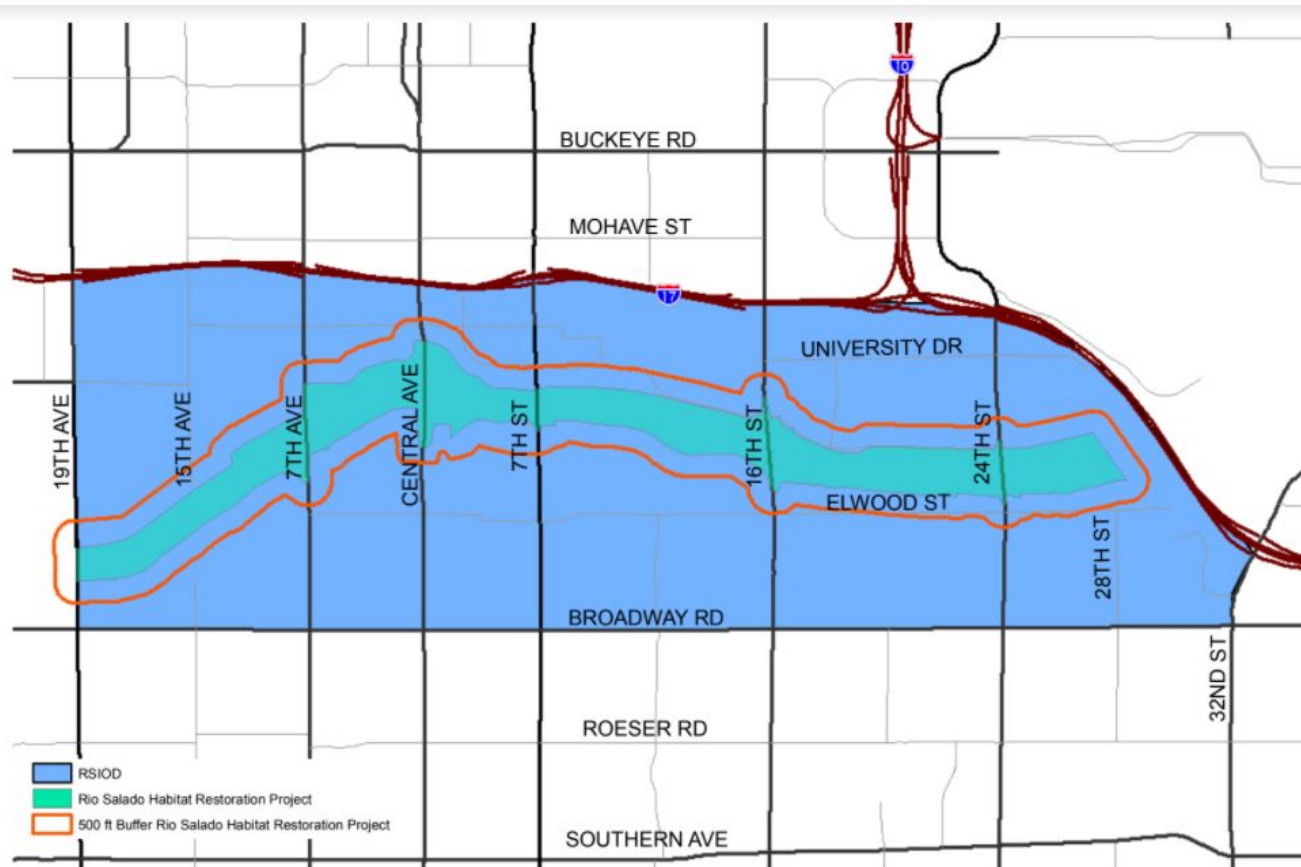 10
BUCKEYE RD
MOHAVE ST
17
UNIVERSITY DR
19TH AVE
15TH AVE
7TH AVE
CENTRAL AVE
7TH ST
16TH ST
24TH ST
ELWOOD ST
28TH ST
BROADWAY RD
32ND ST
ROESER RD
RSIOD
Rio Salado Habitat Restoration Project
500 ft Buffer Rio Salado Habitat Restoration Project
SOUTHERN AVE